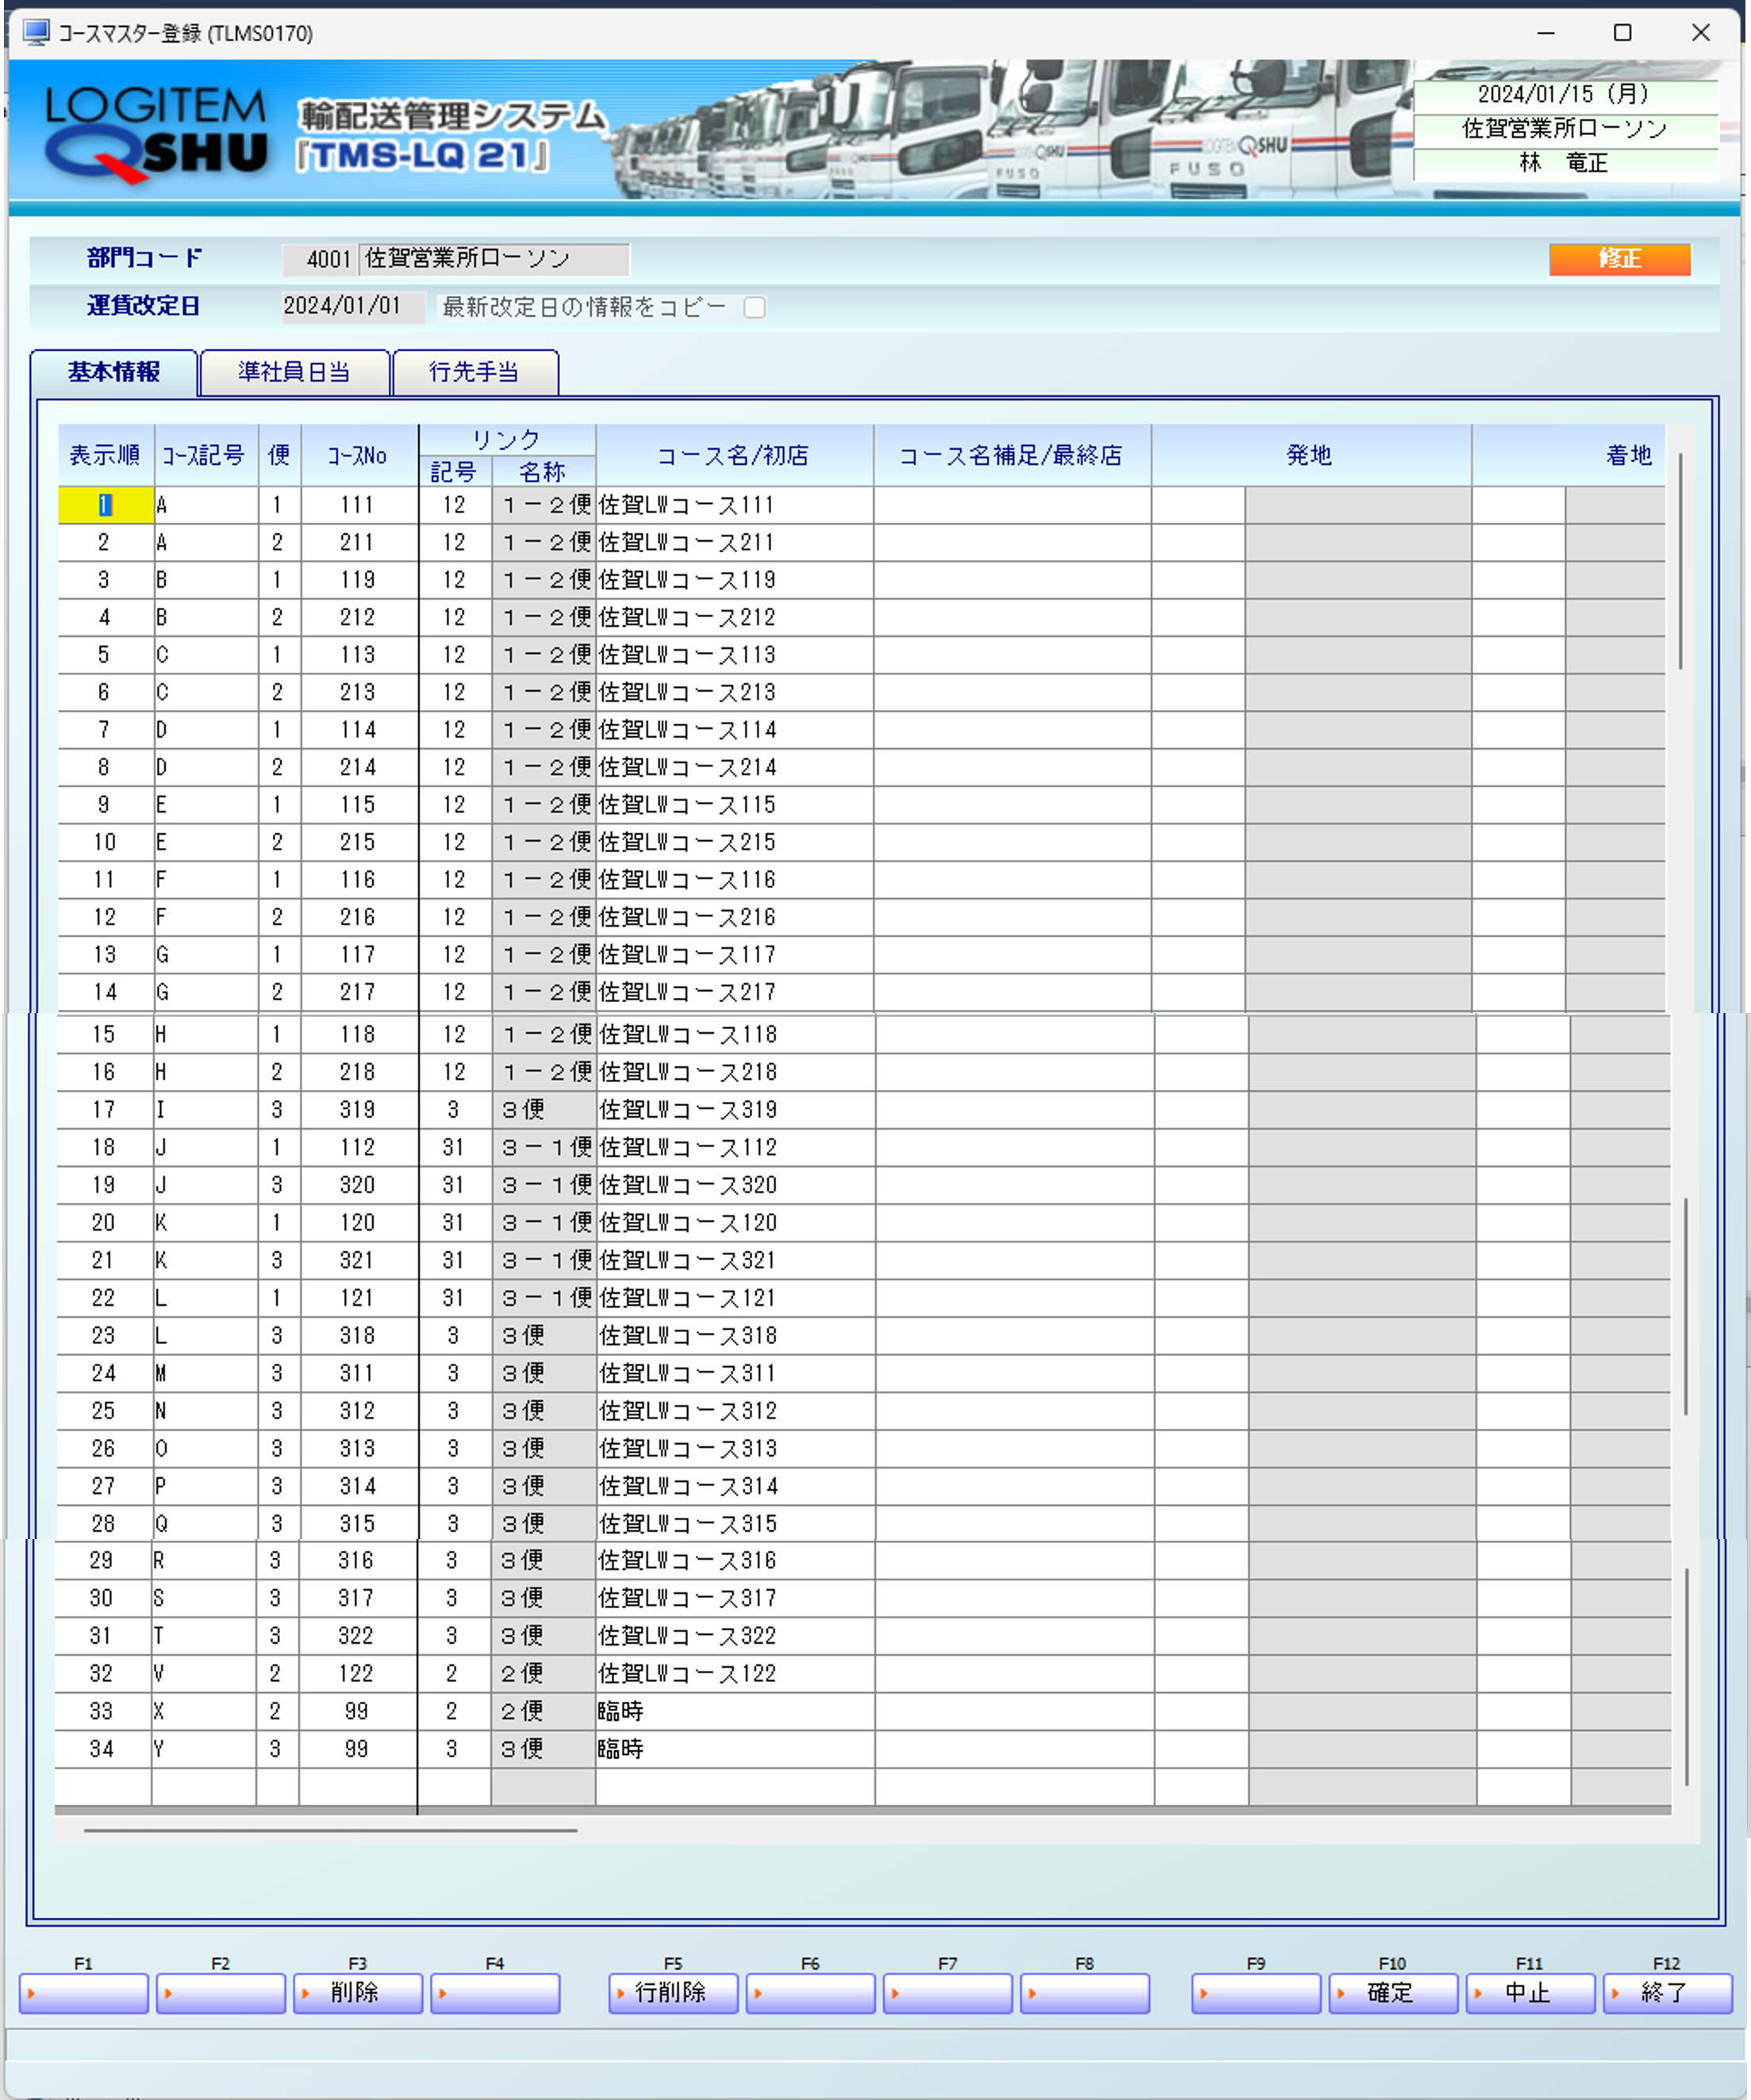 コースマスター登録 (TLMS0170)
LOGITEM
QSHU
輸配送管理システム
『TMS-LQ 21』
2024/01/15 (月)
佐賀営業所ローソン
林　竜正
部門コード 4001 佐賀営業所ローソン 修正
運賃改定日 2024/01/01 最新改定日の情報をコピー
基本情報 準社員日当 行先手当
表示順 ｺｰｽ記号 便 ｺｰｽNo リンク 記号 名称 コース名/初店 コース名補足/最終店 発地 着地
1 A 1 111 12 １－２便 佐賀LWコース111
2 A 2 211 12 １－２便 佐賀LWコース211
3 B 1 119 12 １－２便 佐賀LWコース119
4 B 2 212 12 １－２便 佐賀LWコース212
5 C 1 113 12 １－２便 佐賀LWコース113
6 C 2 213 12 １－２便 佐賀LWコース213
7 D 1 114 12 １－２便 佐賀LWコース114
8 D 2 214 12 １－２便 佐賀LWコース214
9 E 1 115 12 １－２便 佐賀LWコース115
10 E 2 215 12 １－２便 佐賀LWコース215
11 F 1 116 12 １－２便 佐賀LWコース116
12 F 2 216 12 １－２便 佐賀LWコース216
13 G 1 117 12 １－２便 佐賀LWコース117
14 G 2 217 12 １－２便 佐賀LWコース217
15 H 1 118 12 １－２便 佐賀LWコース118
16 H 2 218 12 １－２便 佐賀LWコース218
17 I 3 319 3 ３便 佐賀LWコース319
18 J 1 112 31 ３－１便 佐賀LWコース112
19 J 3 320 31 ３－１便 佐賀LWコース320
20 K 1 120 31 ３－１便 佐賀LWコース120
21 K 3 321 31 ３－１便 佐賀LWコース321
22 L 1 121 31 ３－１便 佐賀LWコース121
23 L 3 318 3 ３便 佐賀LWコース318
24 M 3 311 3 ３便 佐賀LWコース311
25 N 3 312 3 ３便 佐賀LWコース312
26 O 3 313 3 ３便 佐賀LWコース313
27 P 3 314 3 ３便 佐賀LWコース314
28 Q 3 315 3 ３便 佐賀LWコース315
29 R 3 316 3 ３便 佐賀LWコース316
30 S 3 317 3 ３便 佐賀LWコース317
31 T 3 322 3 ３便 佐賀LWコース322
32 V 2 122 2 ２便 佐賀LWコース122
33 X 2 99 2 ２便 臨時
34 Y 3 99 3 ３便 臨時
F1 F2 F3 F4 F5 F6 F7 F8 F9 F10 F11 F12
削除 行削除 確定 中止 終了